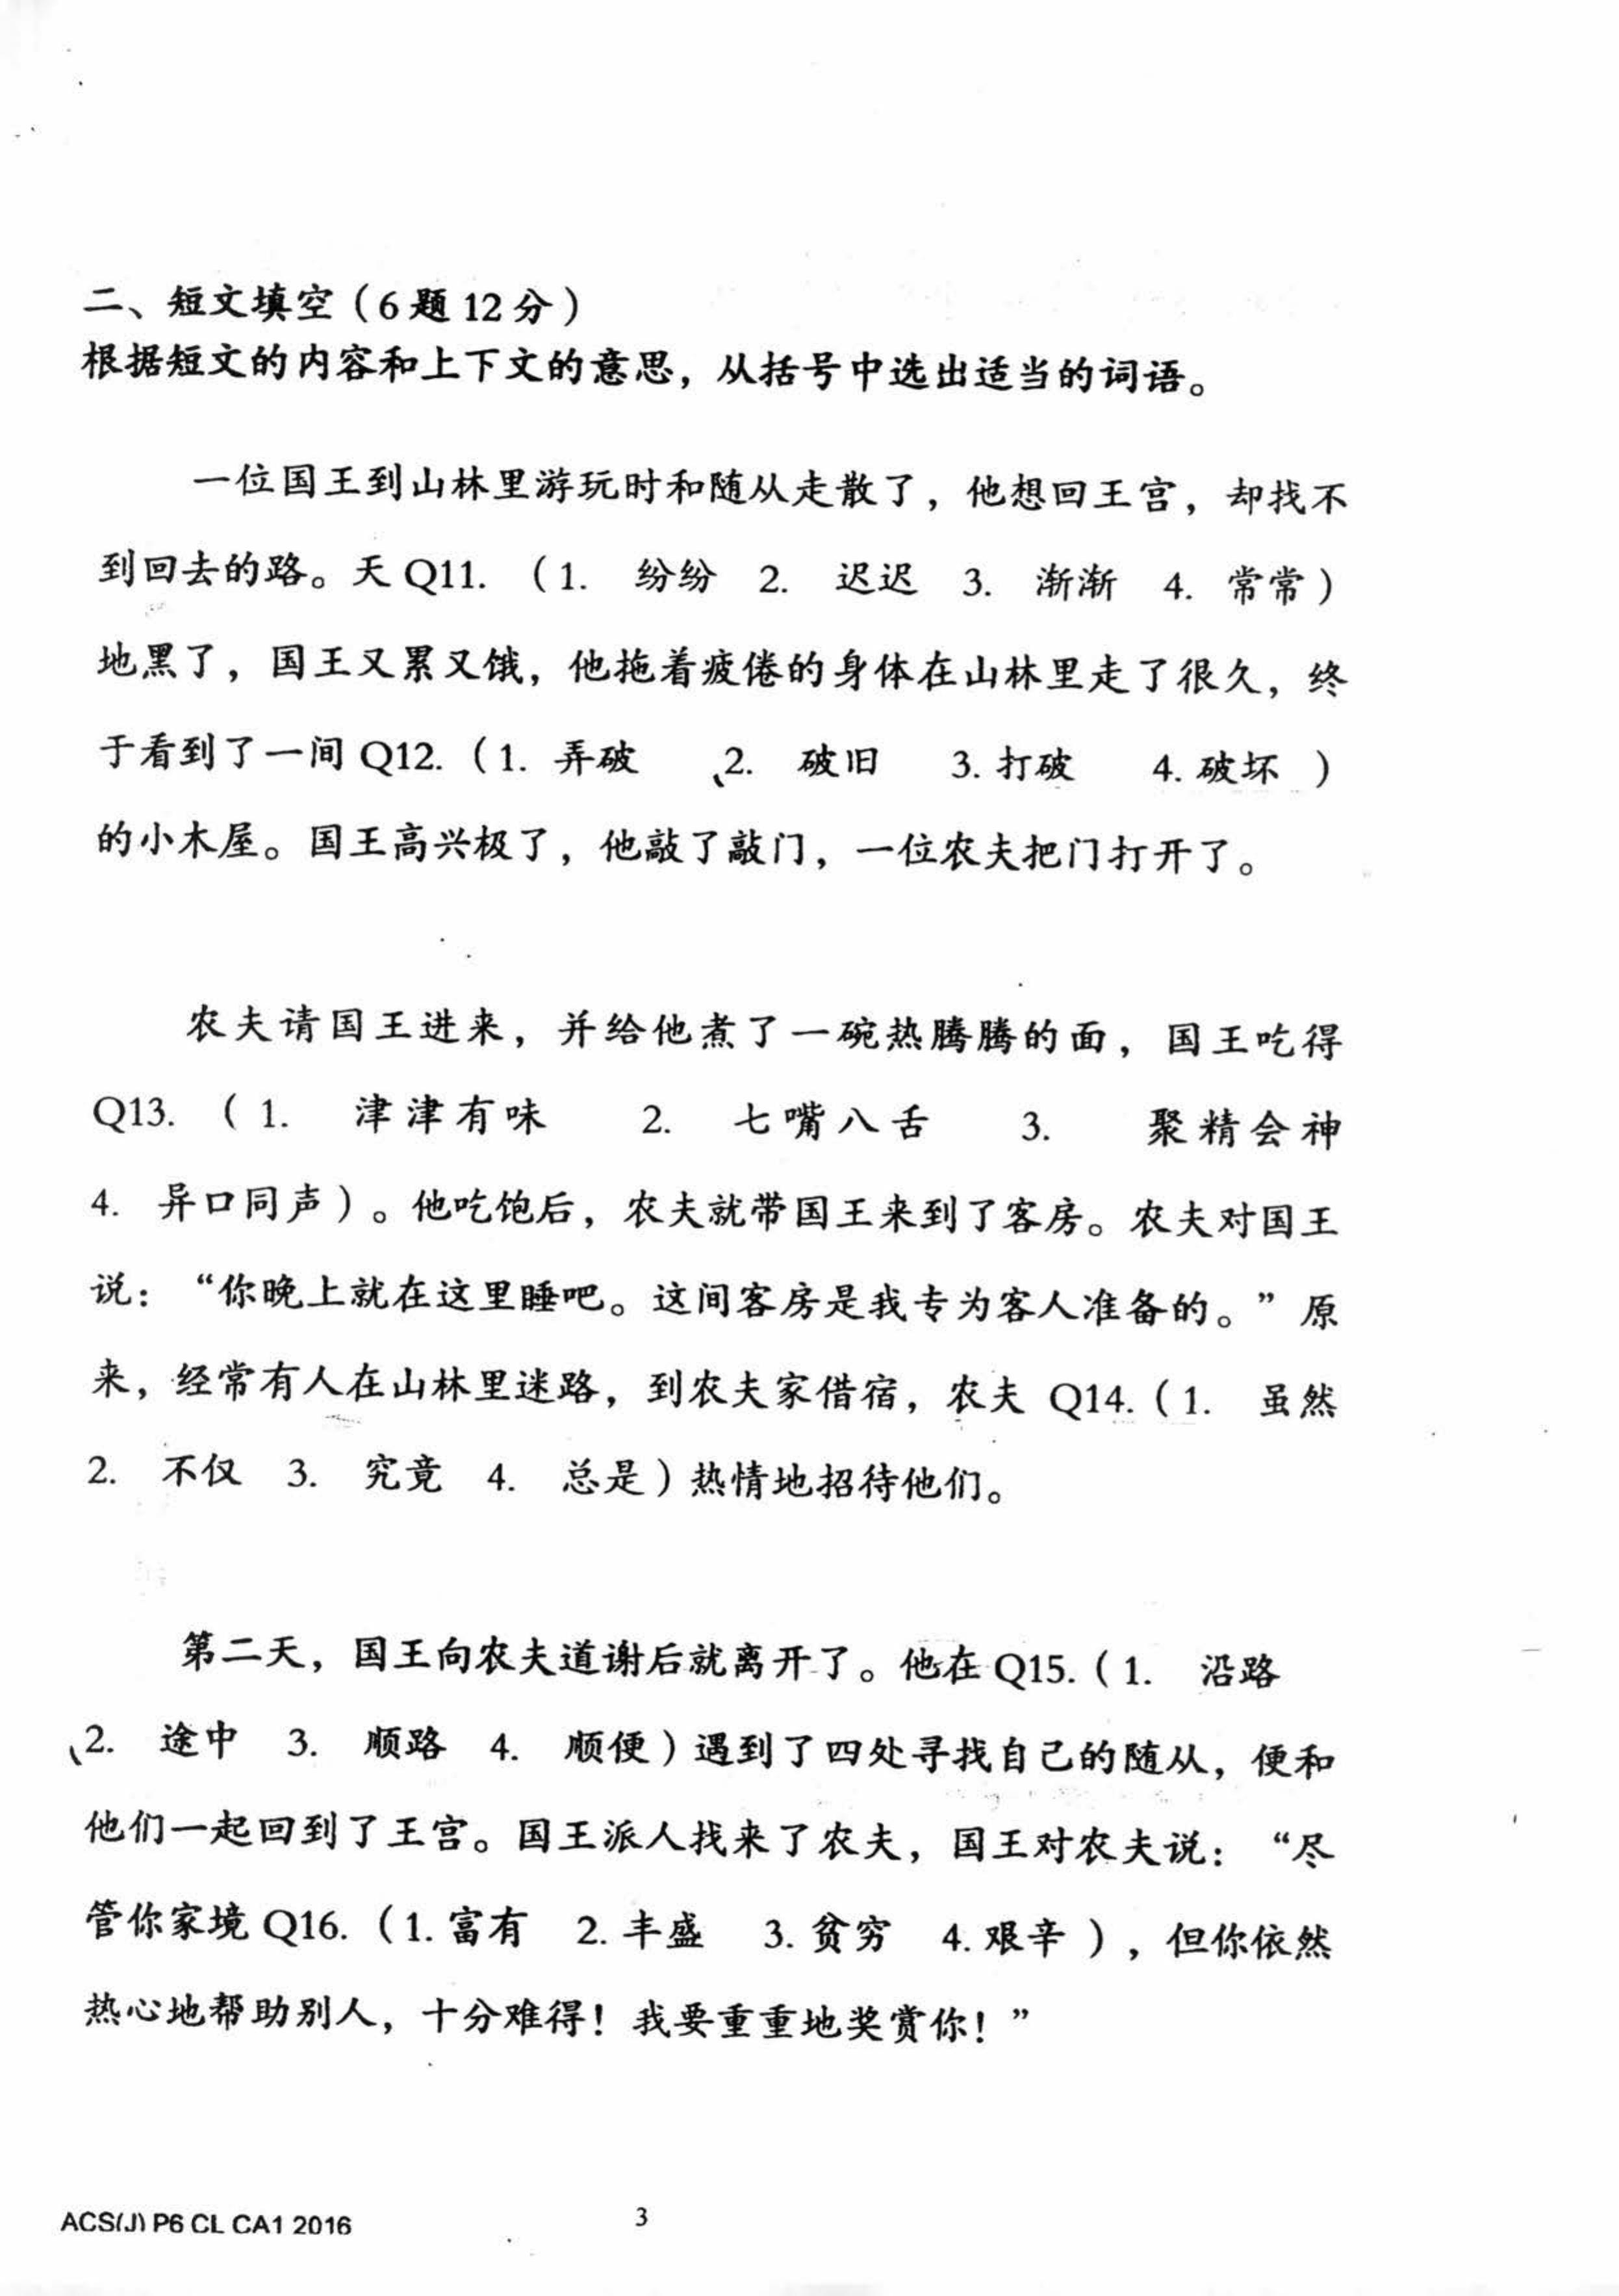 二、短文填空（6题12分）
根据短文的内容和上下文的意思，从括号中选出适当的词语。
一位国王到山林里游玩时和随从走散了，他想回王宫，却找不
到回去的路。天 Q11. （1. 纷纷 2. 迟迟 3. 渐渐 4. 常常）
地黑了，国王又累又饿，他拖着疲倦的身体在山林里走了很久，终
于看到了一间 Q12.（1. 弄破 2. 破旧 3. 打破 4. 破坏 ）
的小木屋。国王高兴极了，他敲了敲门，一位农夫把门打开了。
农夫请国王进来，并给他煮了一碗热腾腾的面，国王吃得
Q13. （1. 津津有味 2. 七嘴八舌 3. 聚精会神
4. 异口同声）。他吃饱后，农夫就带国王来到了客房。农夫对国王
说：“你晚上就在这里睡吧。这间客房是我专为客人准备的。”原
来，经常有人在山林里迷路，到农夫家借宿，农夫 Q14.（1. 虽然
2. 不仅 3. 究竟 4. 总是）热情地招待他们。
第二天，国王向农夫道谢后就离开了。他在 Q15.（1. 沿路
2. 途中 3. 顺路 4. 顺便）遇到了四处寻找自己的随从，便和
他们一起回到了王宫。国王派人找来了农夫，国王对农夫说：“尽
管你家境 Q16.（1. 富有 2. 丰盛 3. 贫穷 4. 艰辛 ），但你依然
热心地帮助别人，十分难得！我要重重地奖赏你！”
ACS(J) P6 CL CA1 2016
3